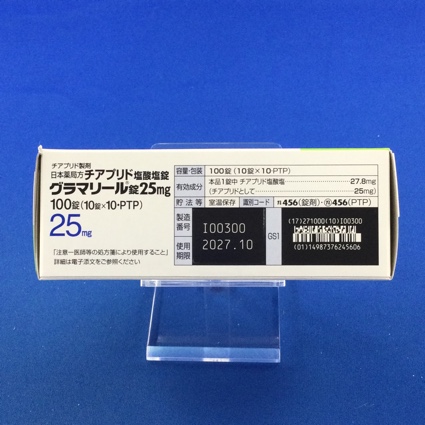 チアプリド製剤
日本薬局方 チアプリド塩酸塩錠
グラマリール錠25mg
100錠(10錠×10・PTP)
25mg
「注意―医師等の処方箋により使用すること」
詳細は電子添文をご参照ください
容量・包装 100錠(10錠×10・PTP)
有効成分 本品1錠中 チアプリド塩酸塩 27.8mg
(チアプリドとして 25mg)
貯法等 室温保存 識別コード 456(錠剤)・456(PTP)
製造番号 I00300
使用期限 2027.10
GS1
(17)271000(10)I00300
(01)14987376245606